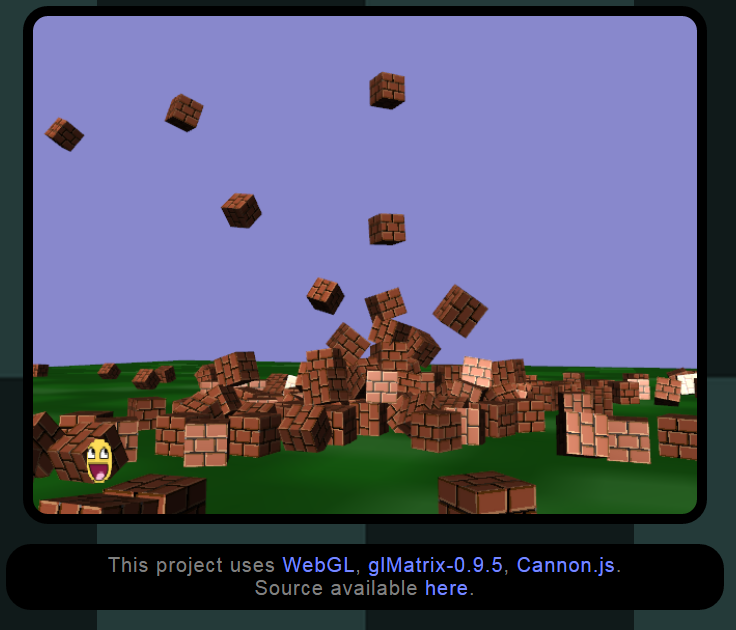 This project uses WebGL, glMatrix-0.9.5, Cannon.js.
Source available here.